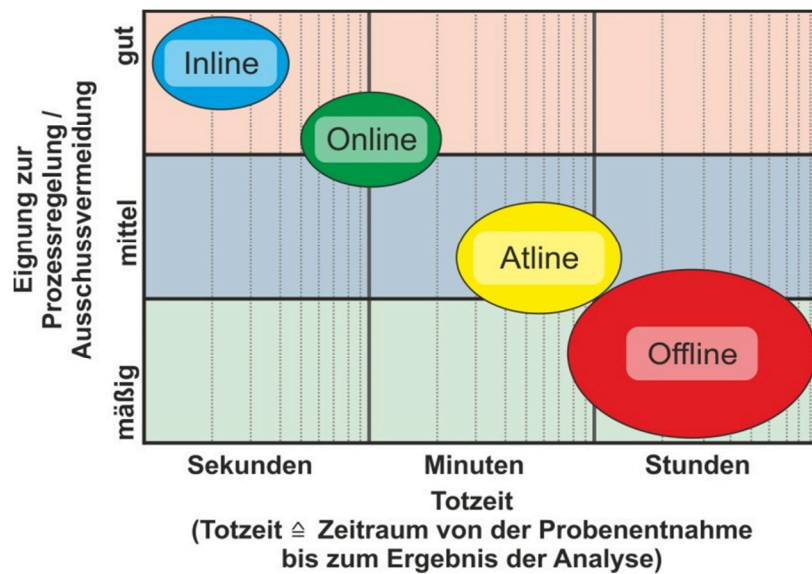 Eignung zur
Prozessregelung /
Ausschussvermeidung
gut
mittel
mäßig
Inline
Online
Atline
Offline
Sekunden
Minuten
Stunden
Totzeit
(Totzeit ≙ Zeitraum von der Probenentnahme
bis zum Ergebnis der Analyse)